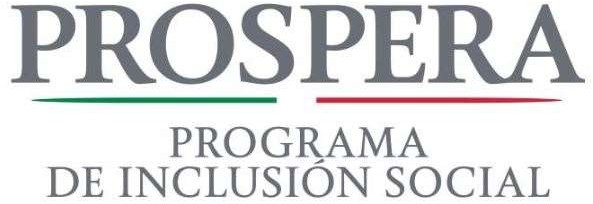 PROSPERA
PROGRAMA
DE INCLUSIÓN SOCIAL